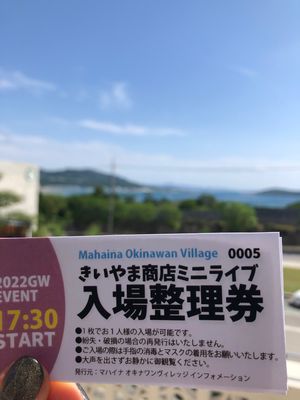 Mahaina Okinawan Village 0005
きいやま商店ミニライブ
入場整理券
2022GW
EVENT
17:30
START
●1枚でお1人様の入場が可能です。
●紛失・破損の場合の再発行はいたしません。
●ご入場の際は手指の消毒とマスクの着用をお願いいたします。
●大声を出さずお静かに御観覧ください。
発行元：マハイナ オキナワンヴィレッジ インフォメーション